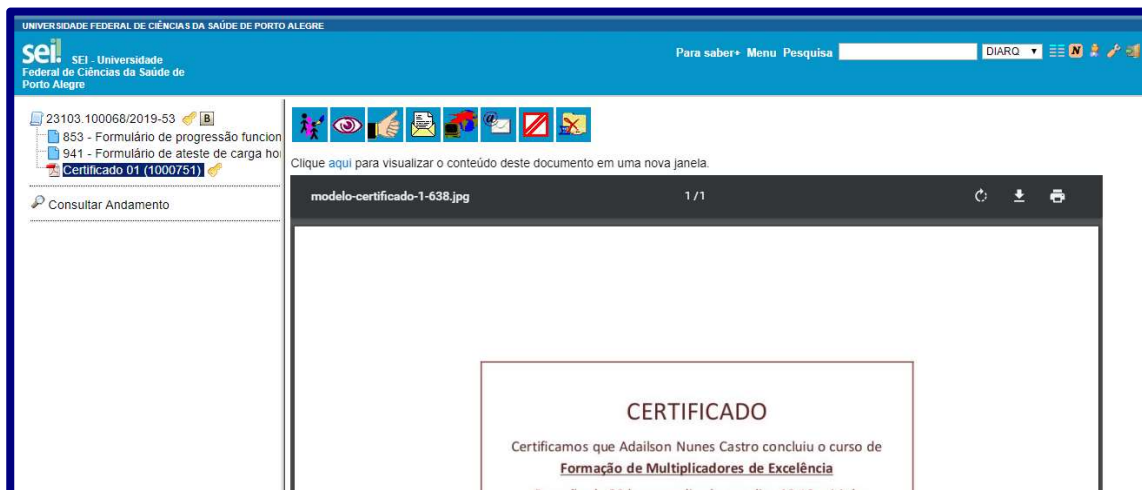 UNIVERSIDADE FEDERAL DE CIÊNCIAS DA SAÚDE DE PORTO ALEGRE
sei! SEI - Universidade
Federal de Ciências da Saúde de
Porto Alegre
Para saber+ Menu Pesquisa DIARQ N
23103.100068/2019-53 B
853 - Formulário de progressão funcion
941 - Formulário de ateste de carga ho
Certificado 01 (1000751)
Consultar Andamento
Clique aqui para visualizar o conteúdo deste documento em uma nova janela.
modelo-certificado-1-638.jpg 1 / 1
CERTIFICADO
Certificamos que Adailson Nunes Castro concluiu o curso de
Formação de Multiplicadores de Excelência